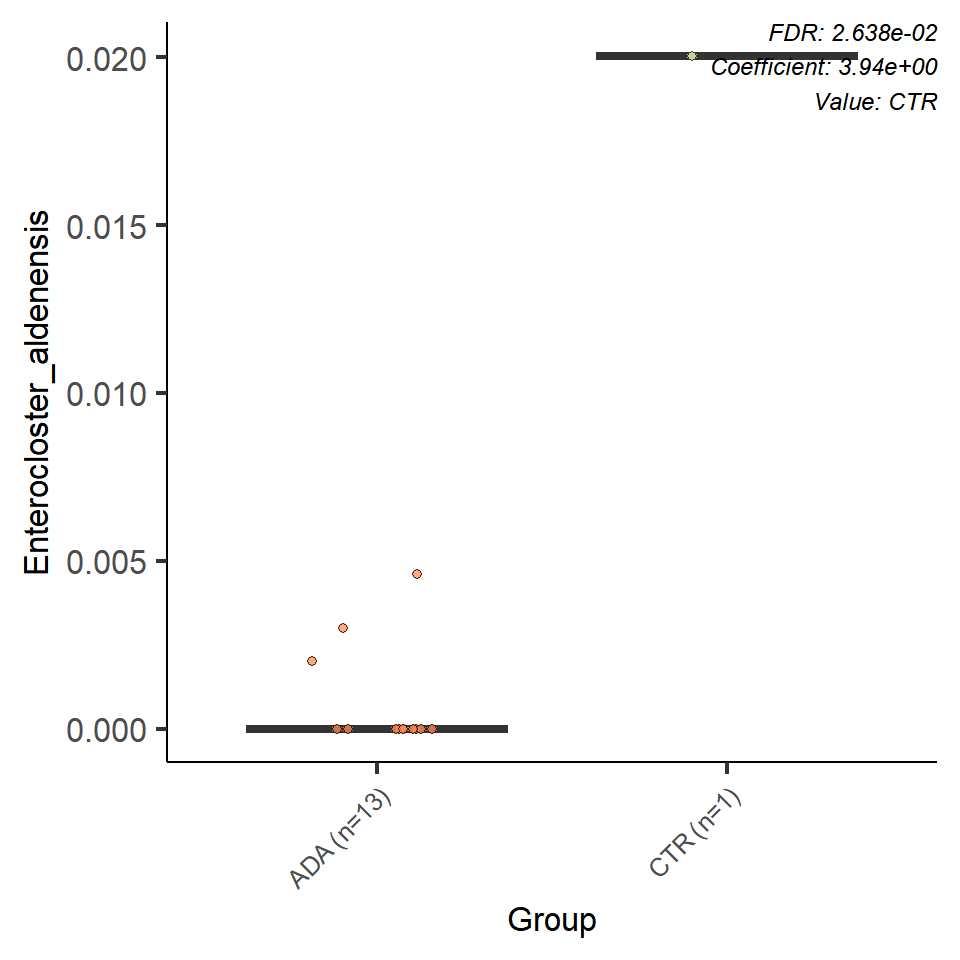 FDR: 2.638e-02
Coefficient: 3.94e+00
Value: CTR
Enterocloster_aldenensis
0.020
0.015
0.010
0.005
0.000
ADA (n=13)
CTR (n=1)
Group